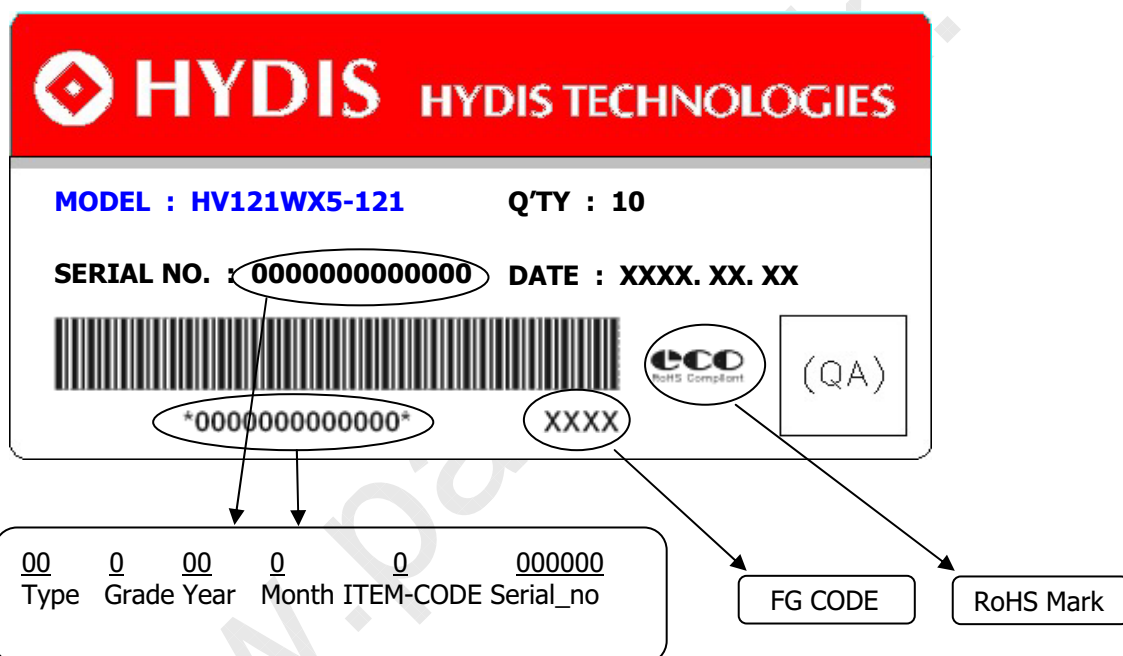 HYDIS HYDIS TECHNOLOGIES
MODEL : HV121WX5-121 Q'TY : 10
SERIAL NO. : 0000000000000 DATE : XXXX. XX. XX
eco
RoHS Compliant
(QA)
*0000000000000* XXXX
00 0 00 0 0 000000
Type Grade Year Month ITEM-CODE Serial_no
FG CODE
RoHS Mark